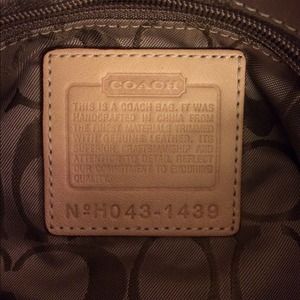 COACH
THIS IS A COACH BAG. IT WAS
HANDCRAFTED IN CHINA FROM
THE FINEST MATERIALS TRIMMED
WITH GENUINE LEATHER. ITS
SUPERIOR CRAFTSMANSHIP AND
ATTENTION TO DETAIL REFLECT
OUR COMMITMENT TO ENDURING
QUALITY.
Nº H043-1439